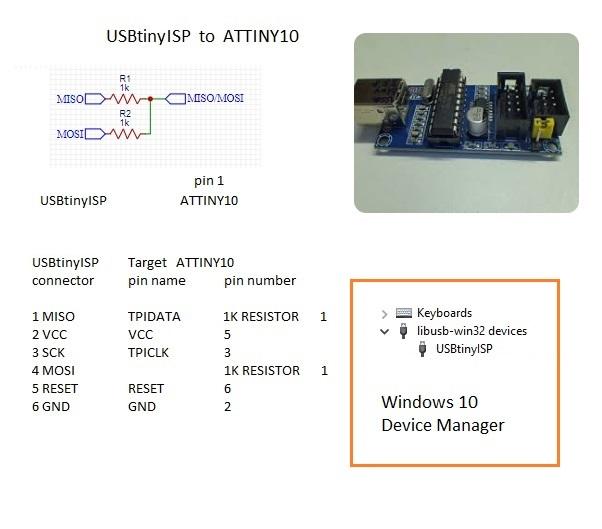 USBtinyISP to ATTINY10
R1
1k
MISO
MISO/MOSI
R2
1k
MOSI
pin 1
USBtinyISP ATTINY10
USBtinyISP Target ATTINY10
connector pin name pin number
1 MISO TPIDATA 1K RESISTOR 1
2 VCC VCC 5
3 SCK TPICLK 3
4 MOSI 1K RESISTOR 1
5 RESET RESET 6
6 GND GND 2
Keyboards
libusb-win32 devices
USBtinyISP
Windows 10
Device Manager